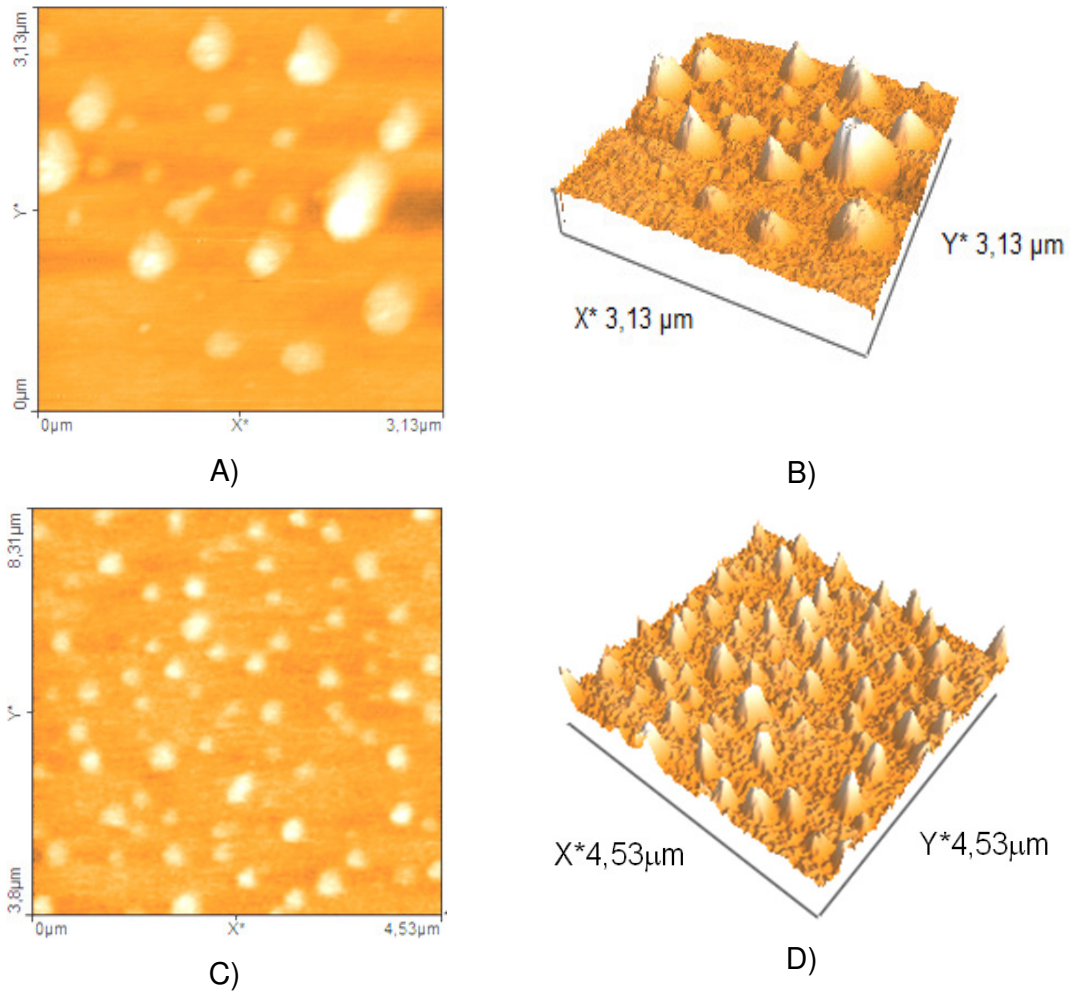 3,13µm
Y*
0µm
0µm
X*
3,13µm
A)
X* 3,13 µm
Y* 3,13 µm
B)
8,31µm
Y*
3,8µm
0µm
X*
4,53µm
C)
X*4,53µm
Y*4,53µm
D)